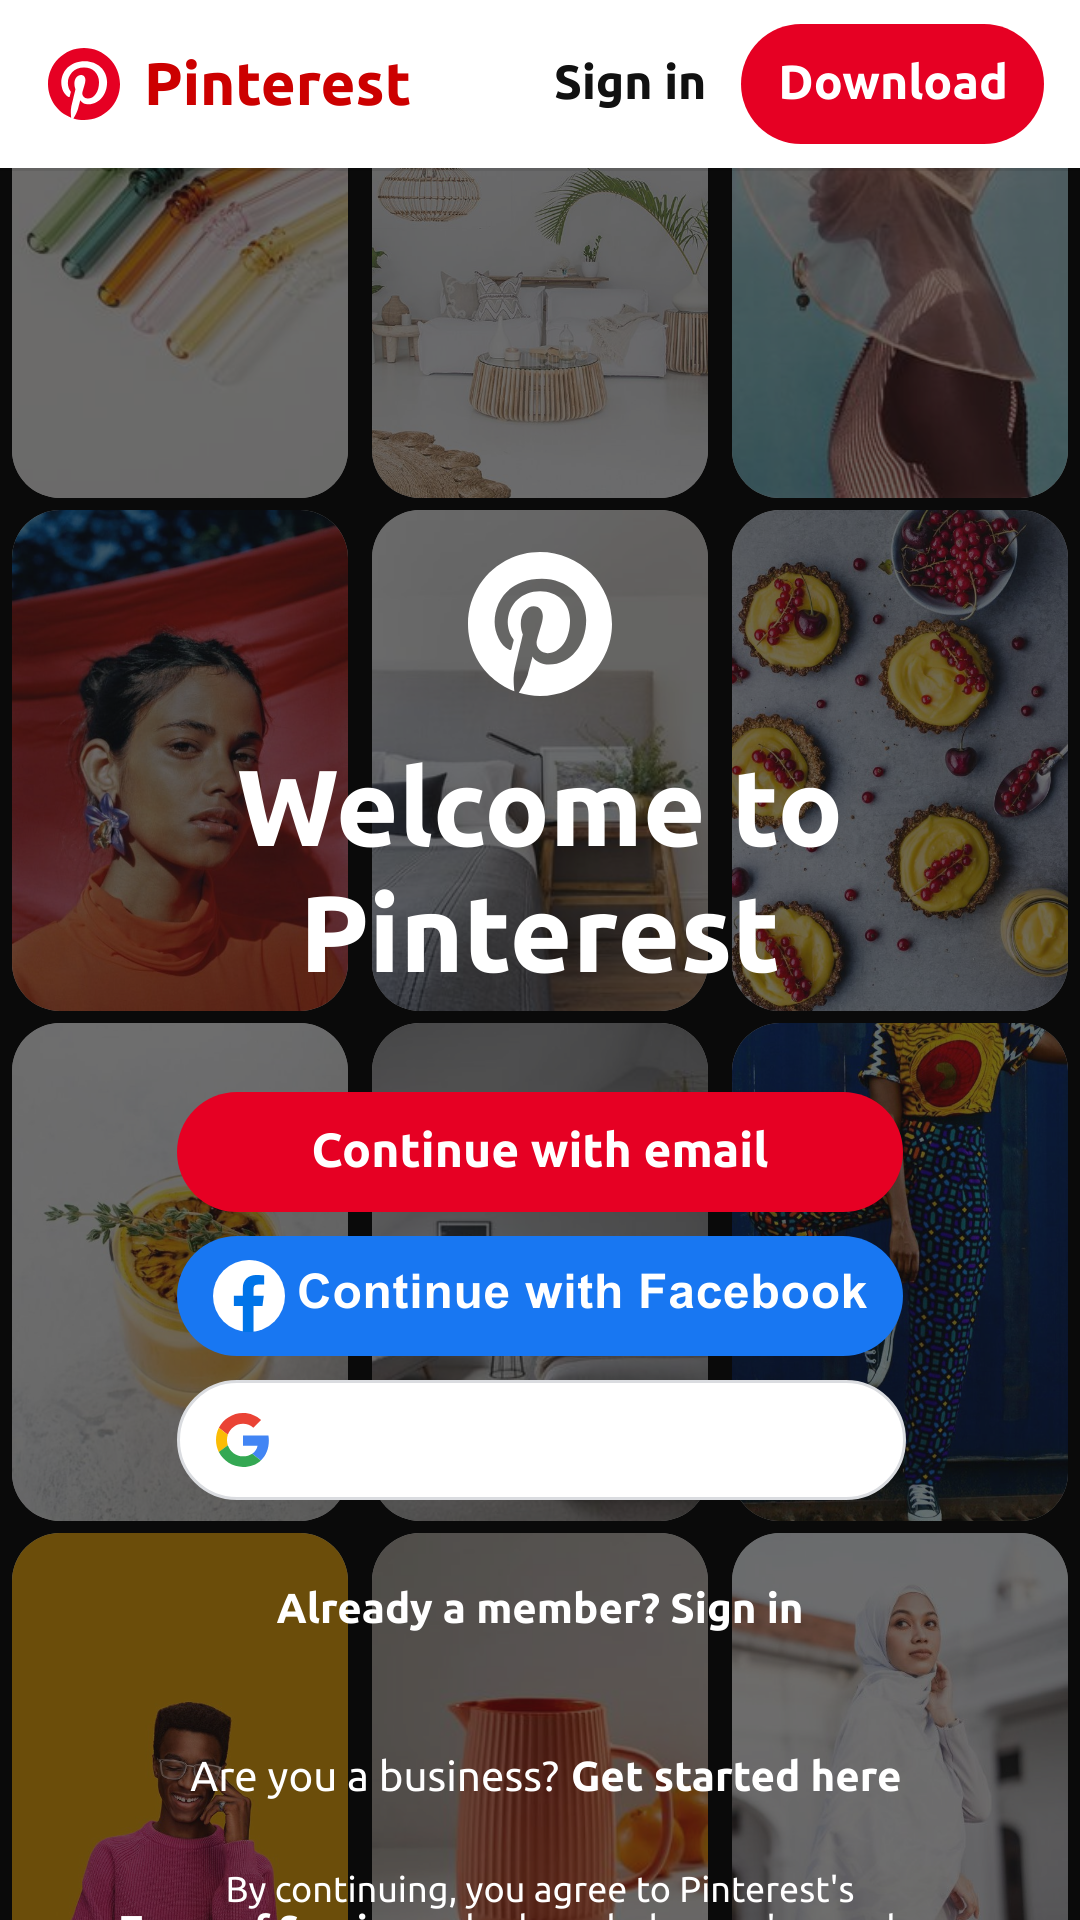 Pinterest
Sign in
Download
Welcome to
Pinterest
Continue with email
Continue with Facebook
Already a member? Sign in
Are you a business? Get started here
By continuing, you agree to Pinterest's